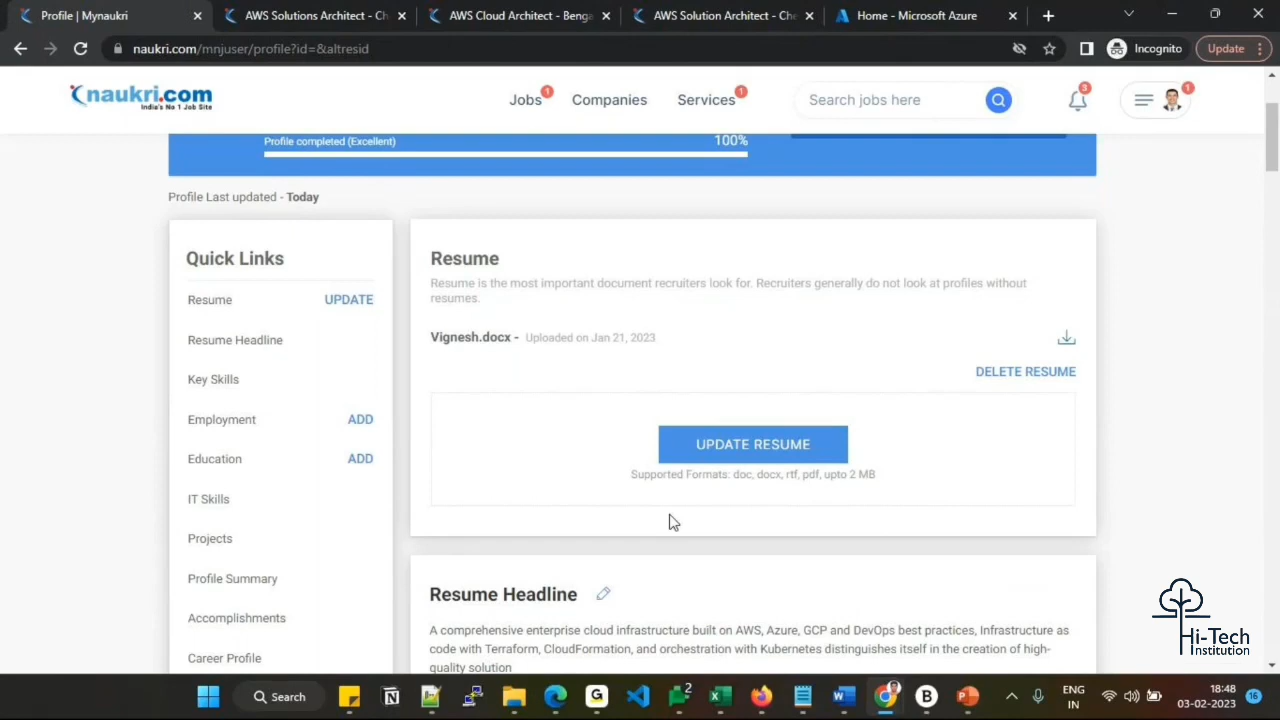 Profile | Mynaukri
AWS Solutions Architect - Ch
AWS Cloud Architect - Benga
AWS Solution Architect - Che
Home - Microsoft Azure
naukri.com/mnjuser/profile?id=&altresid
Incognito
Update
naukri.com
India's No 1 Job Site
Jobs 1
Companies
Services 1
Search jobs here
3
1
Profile completed (Excellent)
100%
Profile Last updated - Today
Quick Links
Resume UPDATE
Resume Headline
Key Skills
Employment ADD
Education ADD
IT Skills
Projects
Profile Summary
Accomplishments
Career Profile
Resume
Resume is the most important document recruiters look for. Recruiters generally do not look at profiles without
resumes.
Vignesh.docx - Uploaded on Jan 21, 2023
DELETE RESUME
UPDATE RESUME
Supported Formats: doc, docx, rtf, pdf, upto 2 MB
Resume Headline
A comprehensive enterprise cloud infrastructure built on AWS, Azure, GCP and DevOps best practices, Infrastructure as
code with Terraform, CloudFormation, and orchestration with Kubernetes distinguishes itself in the creation of high-
quality solution
Hi-Tech
Institution
Search
2
ENG
IN
18:48
03-02-2023
16